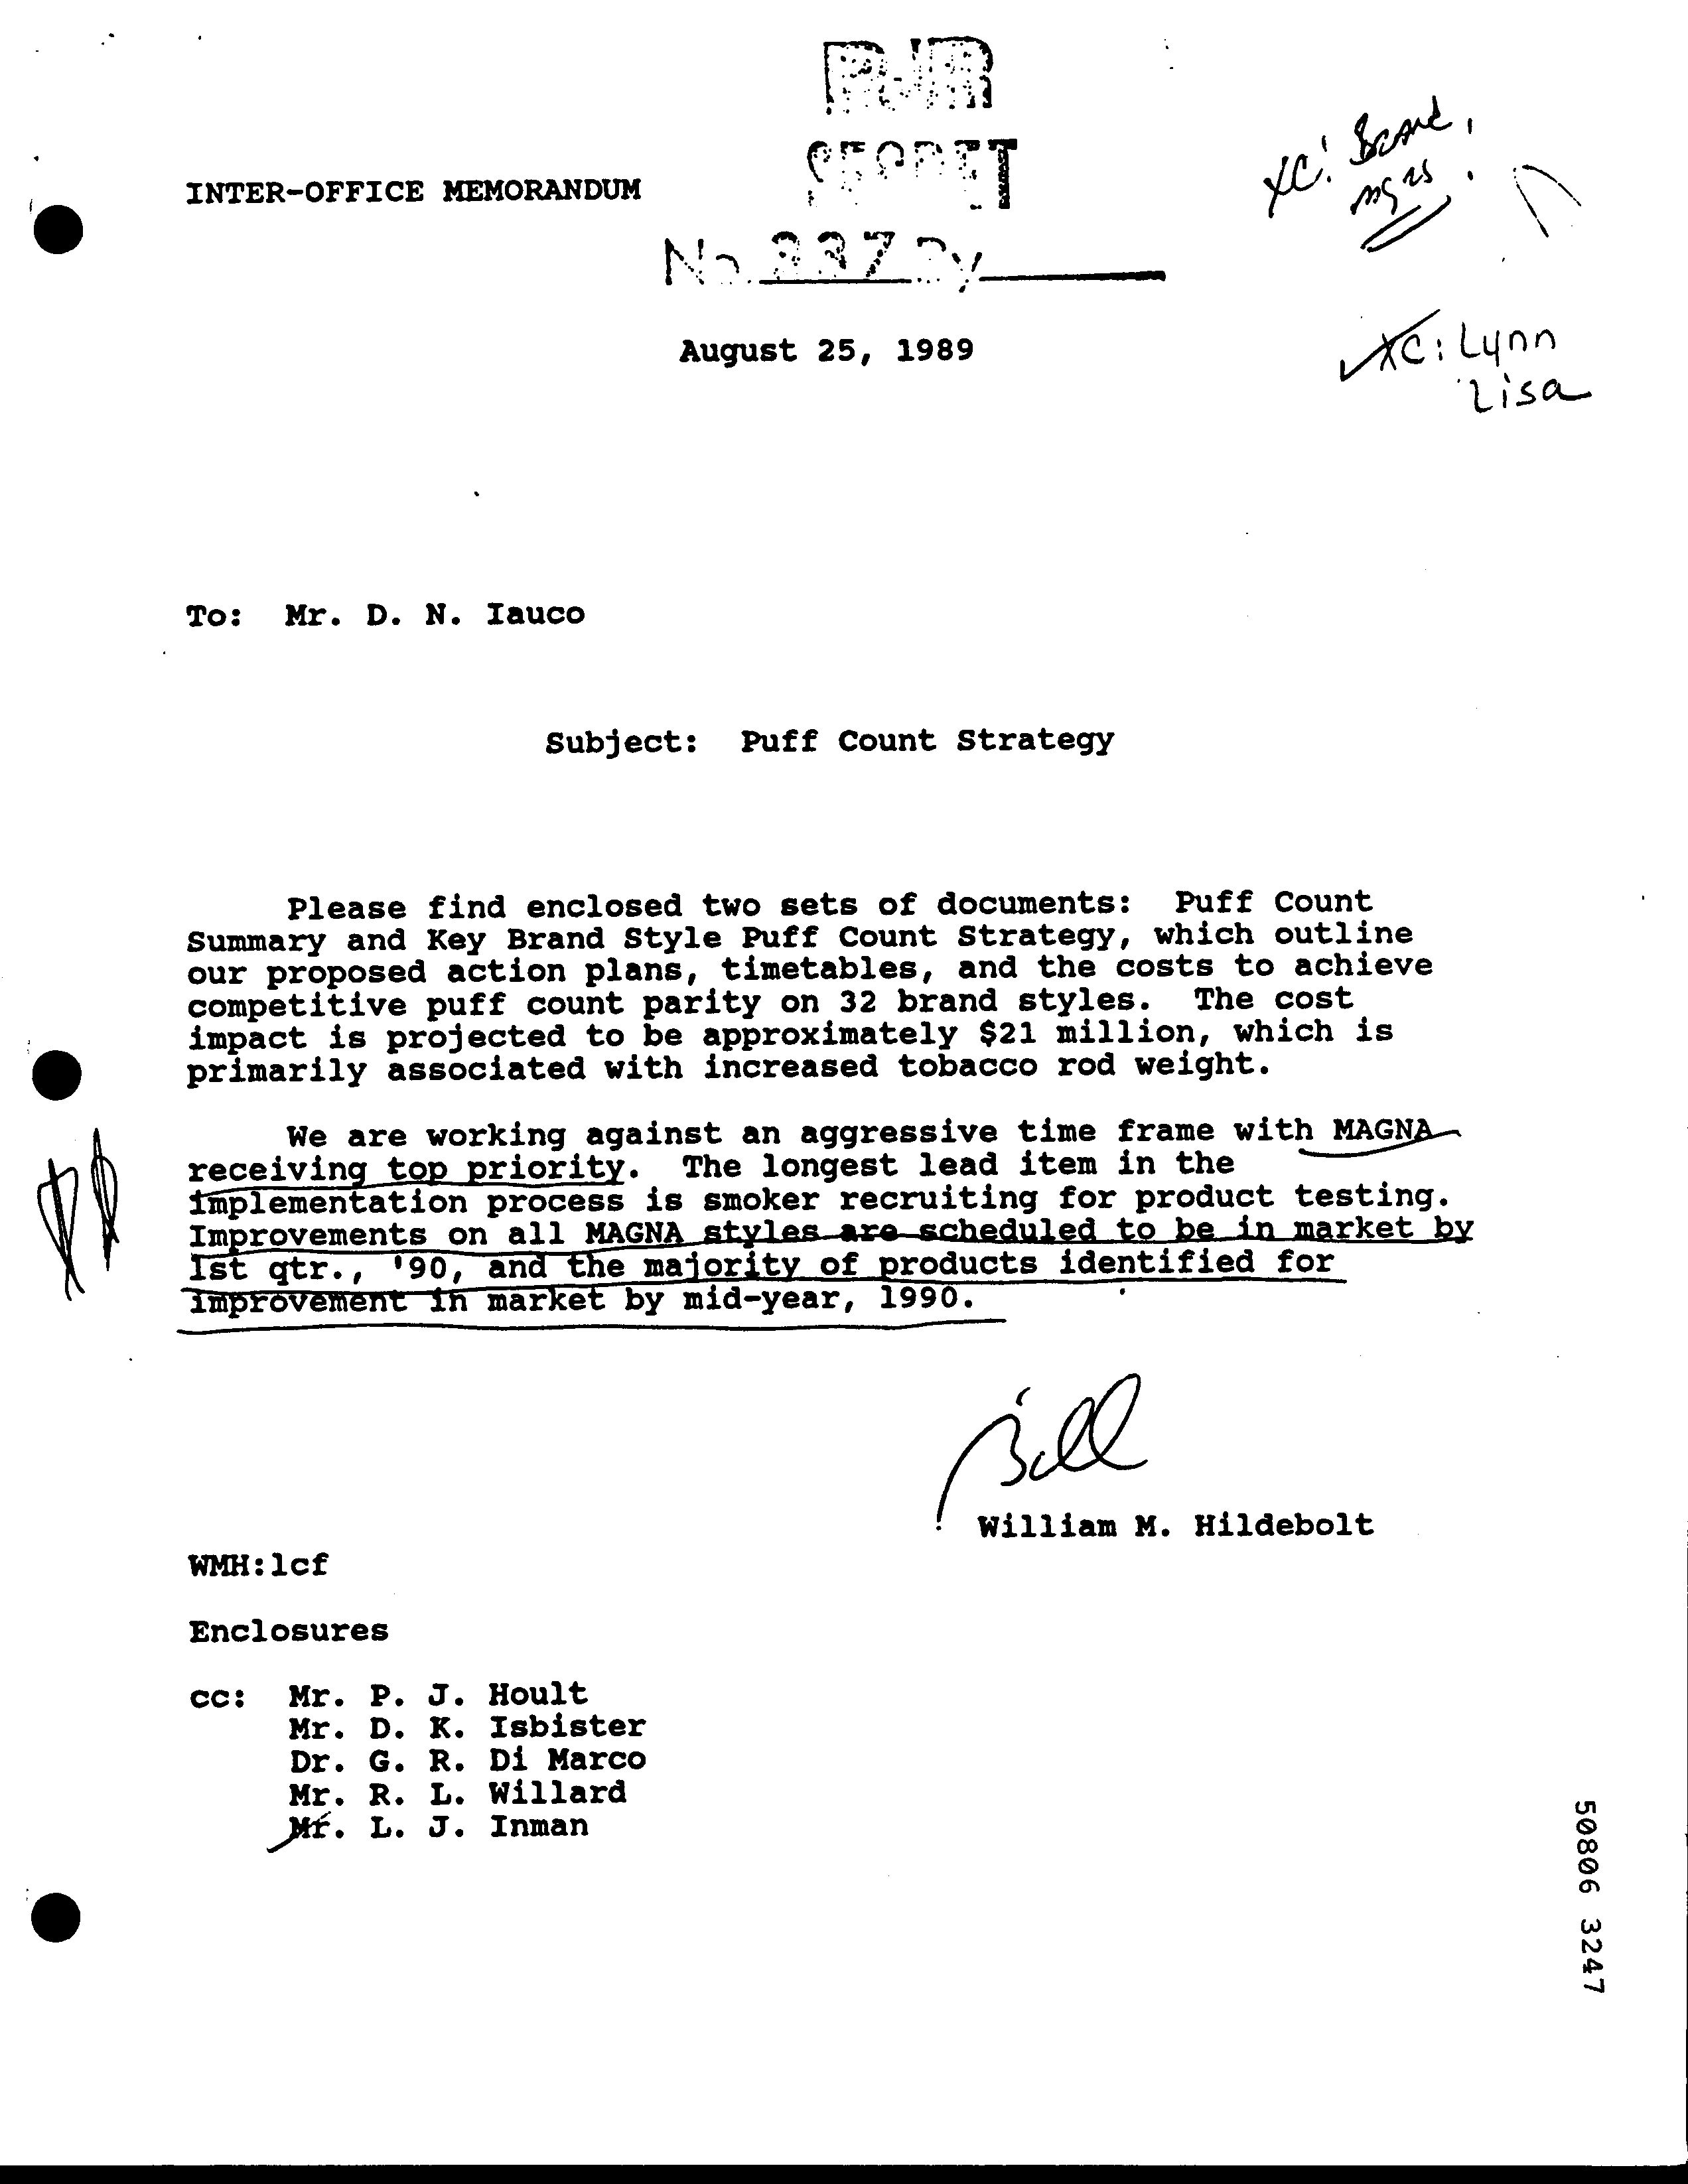 RJR
SECRET
INTER-OFFICE MEMORANDUM
No. 337 By
xc: Brand
mgrs.
August 25, 1989
xc: Lynn
Lisa
To: Mr. D. N. Iauco
Subject: Puff Count Strategy
Please find enclosed two sets of documents: Puff Count
Summary and Key Brand Style Puff Count Strategy, which outline
our proposed action plans, timetables, and the costs to achieve
competitive puff count parity on 32 brand styles. The cost
impact is projected to be approximately $21 million, which is
primarily associated with increased tobacco rod weight.
We are working against an aggressive time frame with MAGNA
receiving top priority. The longest lead item in the
implementation process is smoker recruiting for product testing.
Improvements on all MAGNA styles are scheduled to be in market by
1st qtr., '90, and the majority of products identified for
improvement in market by mid-year, 1990.
Bill
William M. Hildebolt
WMH:lcf
Enclosures
cc: Mr. P. J. Hoult
Mr. D. K. Isbister
Dr. G. R. Di Marco
Mr. R. L. Willard
Mr. L. J. Inman
50806 3247